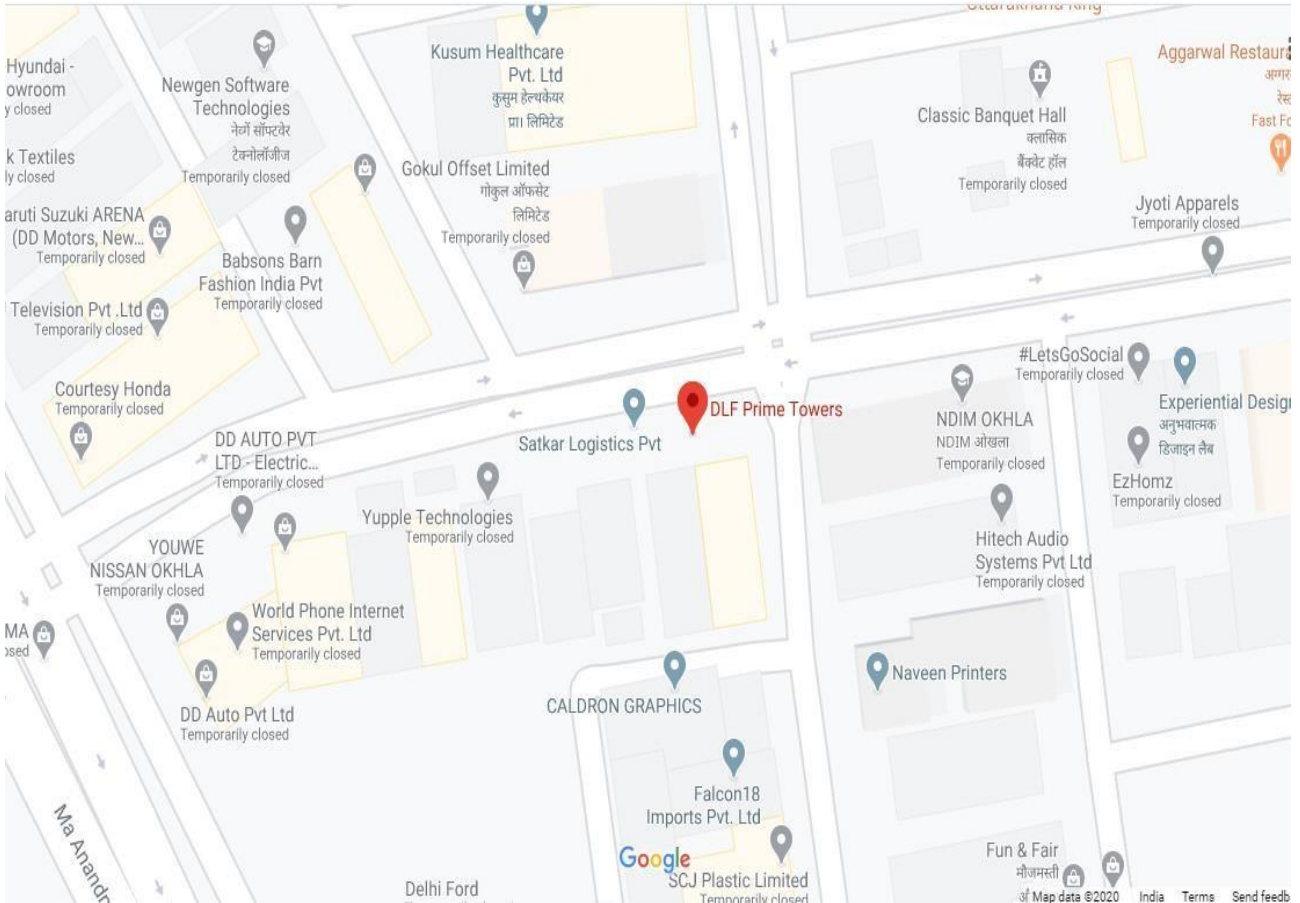 Uttarakhand King
Kusum Healthcare
Pvt. Ltd
कुसुम हेल्थकेयर
प्रा। लिमिटेड
Hyundai -
owroom
y closed
Newgen Software
Technologies
नेर्गे सॉफ्टवेर
टेक्नोलॉजीज
Temporarily closed
Aggarwal Restaura
अग्गर
रेस्ट
Fast Fo
Classic Banquet Hall
क्लासिक
बैंक्वेट हॉल
Temporarily closed
k Textiles
ly closed
Gokul Offset Limited
गोकुल ऑफसेट
लिमिटेड
Temporarily closed
Jyoti Apparels
Temporarily closed
aruti Suzuki ARENA
(DD Motors, New...
Temporarily closed
Babsons Barn
Fashion India Pvt
Temporarily closed
Television Pvt .Ltd
Temporarily closed
#LetsGoSocial
Temporarily closed
Courtesy Honda
Temporarily closed
DLF Prime Towers
Satkar Logistics Pvt
NDIM OKHLA
NDIM ओखला
Temporarily closed
Experiential Design
अनुभवात्मक
डिजाइन लैब
DD AUTO PVT
LTD - Electric...
Temporarily closed
EzHomz
Temporarily closed
Yupple Technologies
Temporarily closed
YOUWE
NISSAN OKHLA
Temporarily closed
Hitech Audio
Systems Pvt Ltd
Temporarily closed
World Phone Internet
Services Pvt. Ltd
Temporarily closed
MA
osed
Naveen Printers
CALDRON GRAPHICS
DD Auto Pvt Ltd
Temporarily closed
Falcon18
Imports Pvt. Ltd
Ma Anandm
Google
SCJ Plastic Limited
Temporarily closed
Delhi Ford
Fun & Fair
मौजमस्ती
Map data ©2020 India Terms Send feedb